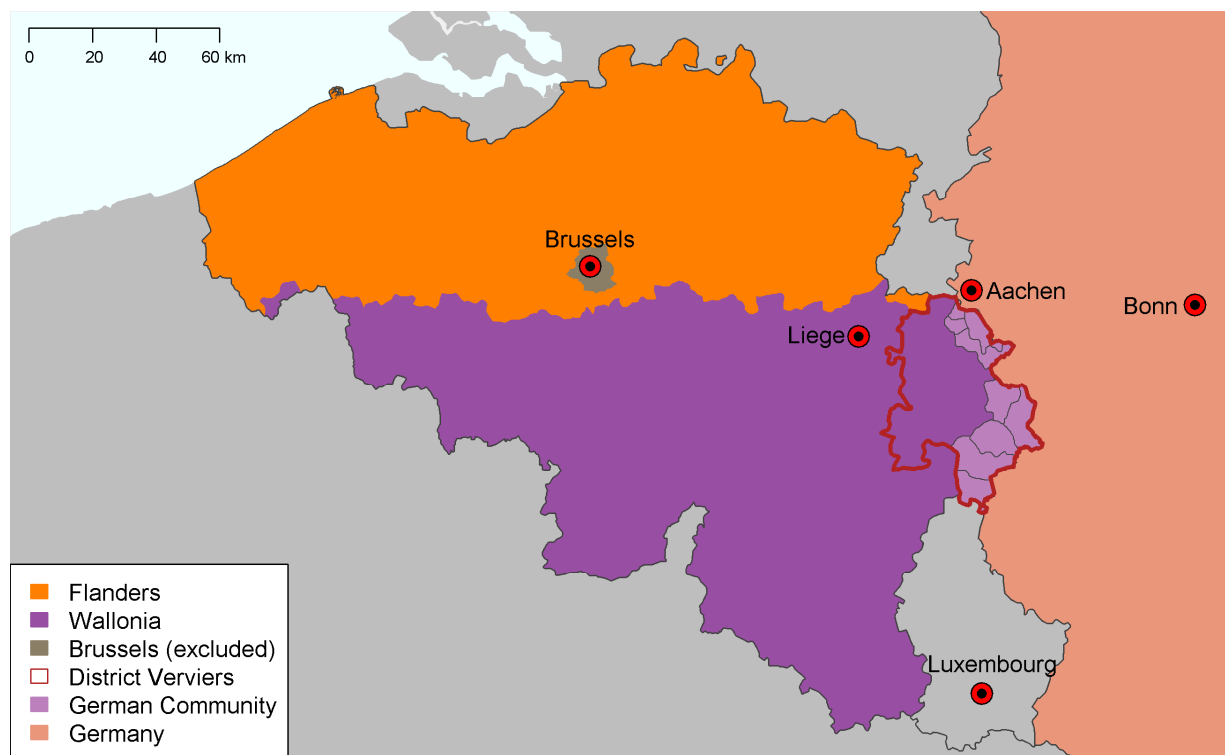 0 20 40 60 km
Brussels
Aachen
Bonn
Liege
Luxembourg
Flanders
Wallonia
Brussels (excluded)
District Verviers
German Community
Germany